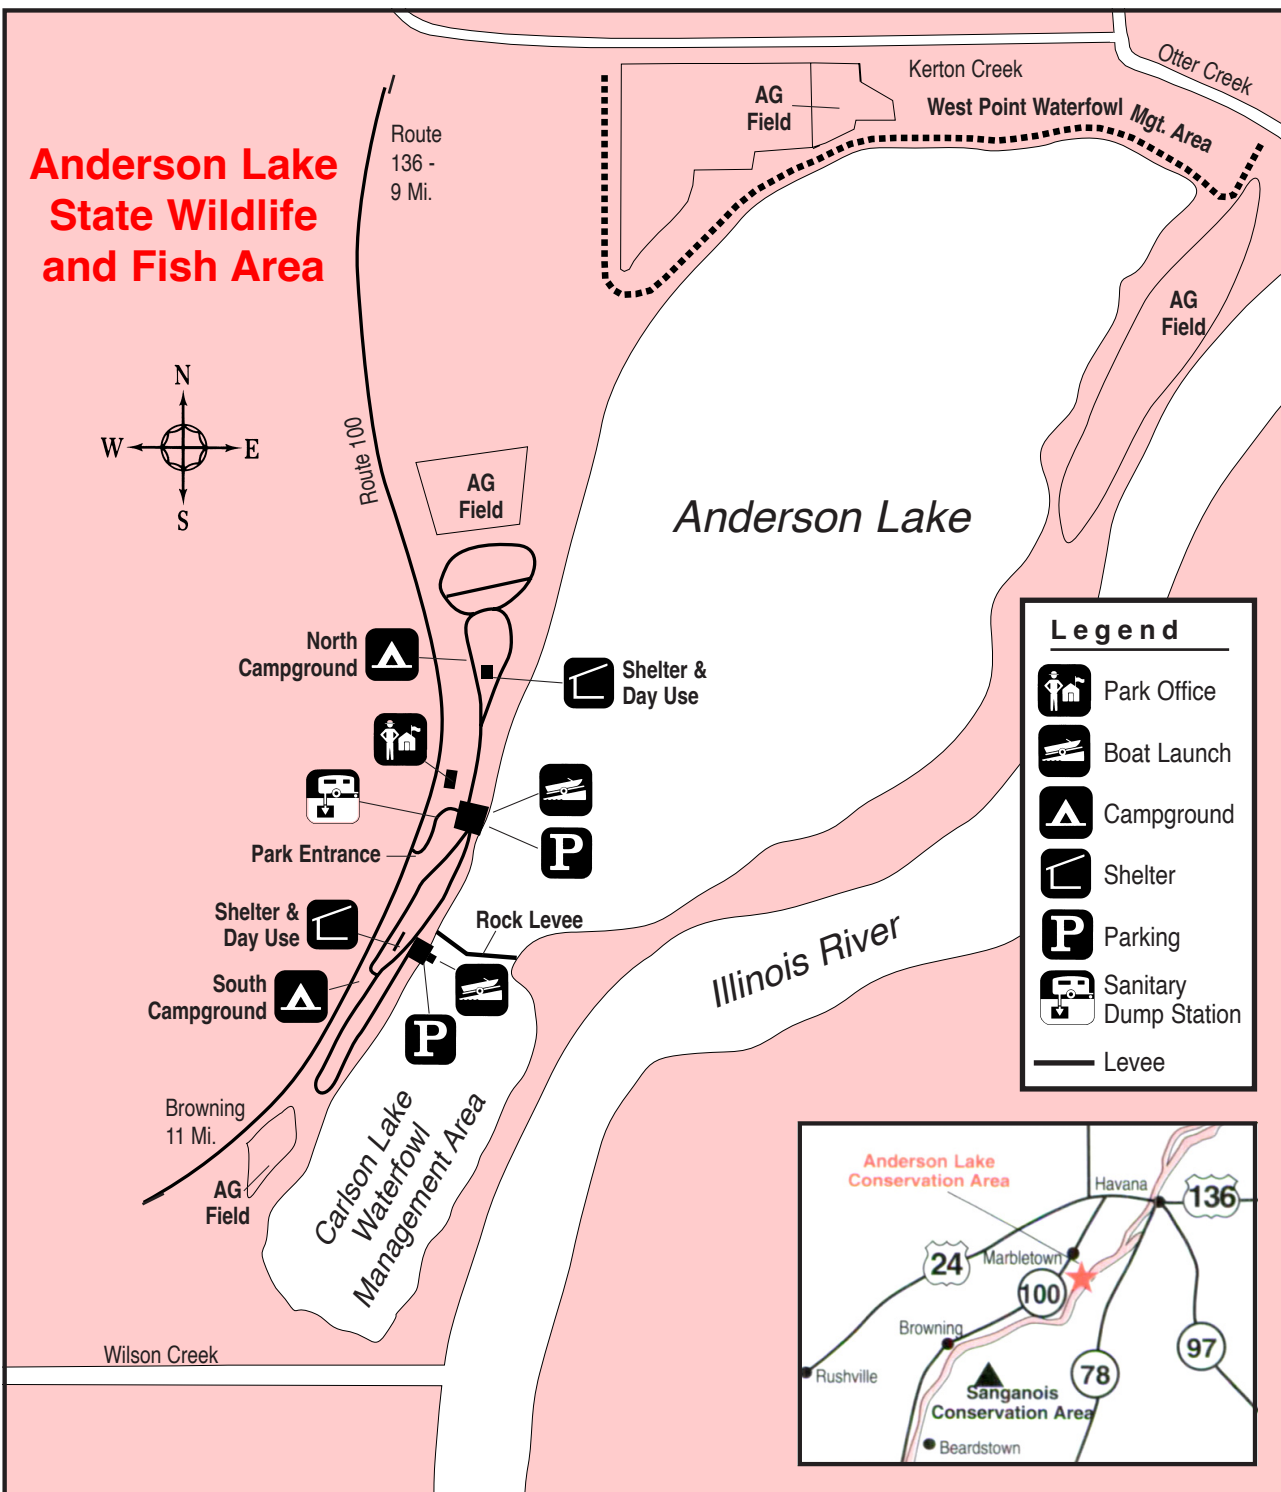 Anderson Lake
State Wildlife
and Fish Area
Route
136 -
9 Mi.
Route 100
N
W
E
S
AG
Field
Kerton Creek
Otter Creek
West Point Waterfowl Mgt. Area
AG
Field
AG
Field
Anderson Lake
North
Campground
Shelter &
Day Use
Park Entrance
P
Shelter &
Day Use
Rock Levee
South
Campground
P
Illinois River
Browning
11 Mi.
AG
Field
Carlson Lake
Waterfowl
Management Area
Wilson Creek
Legend
Park Office
Boat Launch
Campground
Shelter
P
Parking
Sanitary
Dump Station
Levee
Anderson Lake
Conservation Area
Havana
136
24
Marbletown
100
Browning
97
78
Rushville
Sanganois
Conservation Area
Beardstown